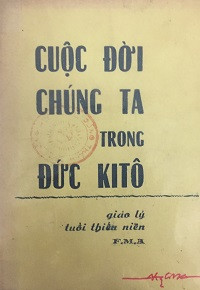 CUỘC ĐỜI
CHÚNG TA
TRONG
ĐỨC KITÔ
giáo lý
tuổi thiếu niên
F.M.A